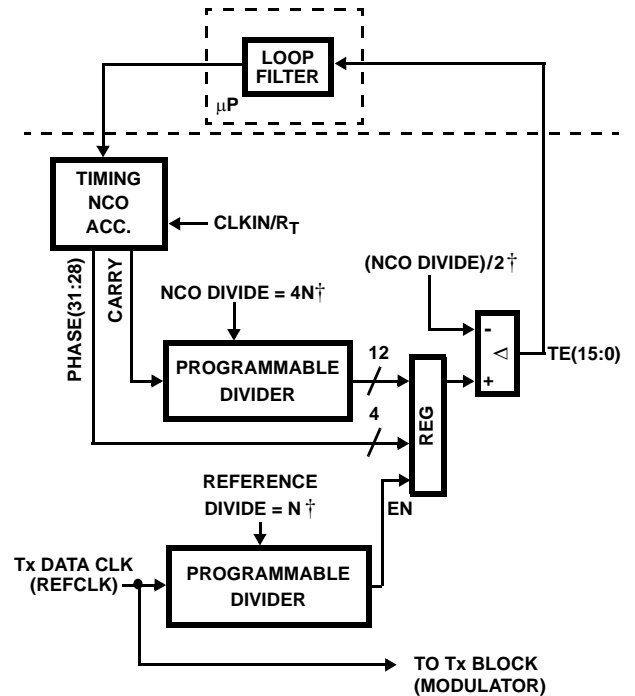 LOOP
FILTER
μP
TIMING
NCO
ACC.
CLKIN/RT
PHASE(31:28)
CARRY
NCO DIVIDE = 4N†
(NCO DIVIDE)/2†
PROGRAMMABLE
DIVIDER
12
4
REG
-
+
Δ
TE(15:0)
REFERENCE
DIVIDE = N†
EN
Tx DATA CLK
(REFCLK)
PROGRAMMABLE
DIVIDER
TO Tx BLOCK
(MODULATOR)